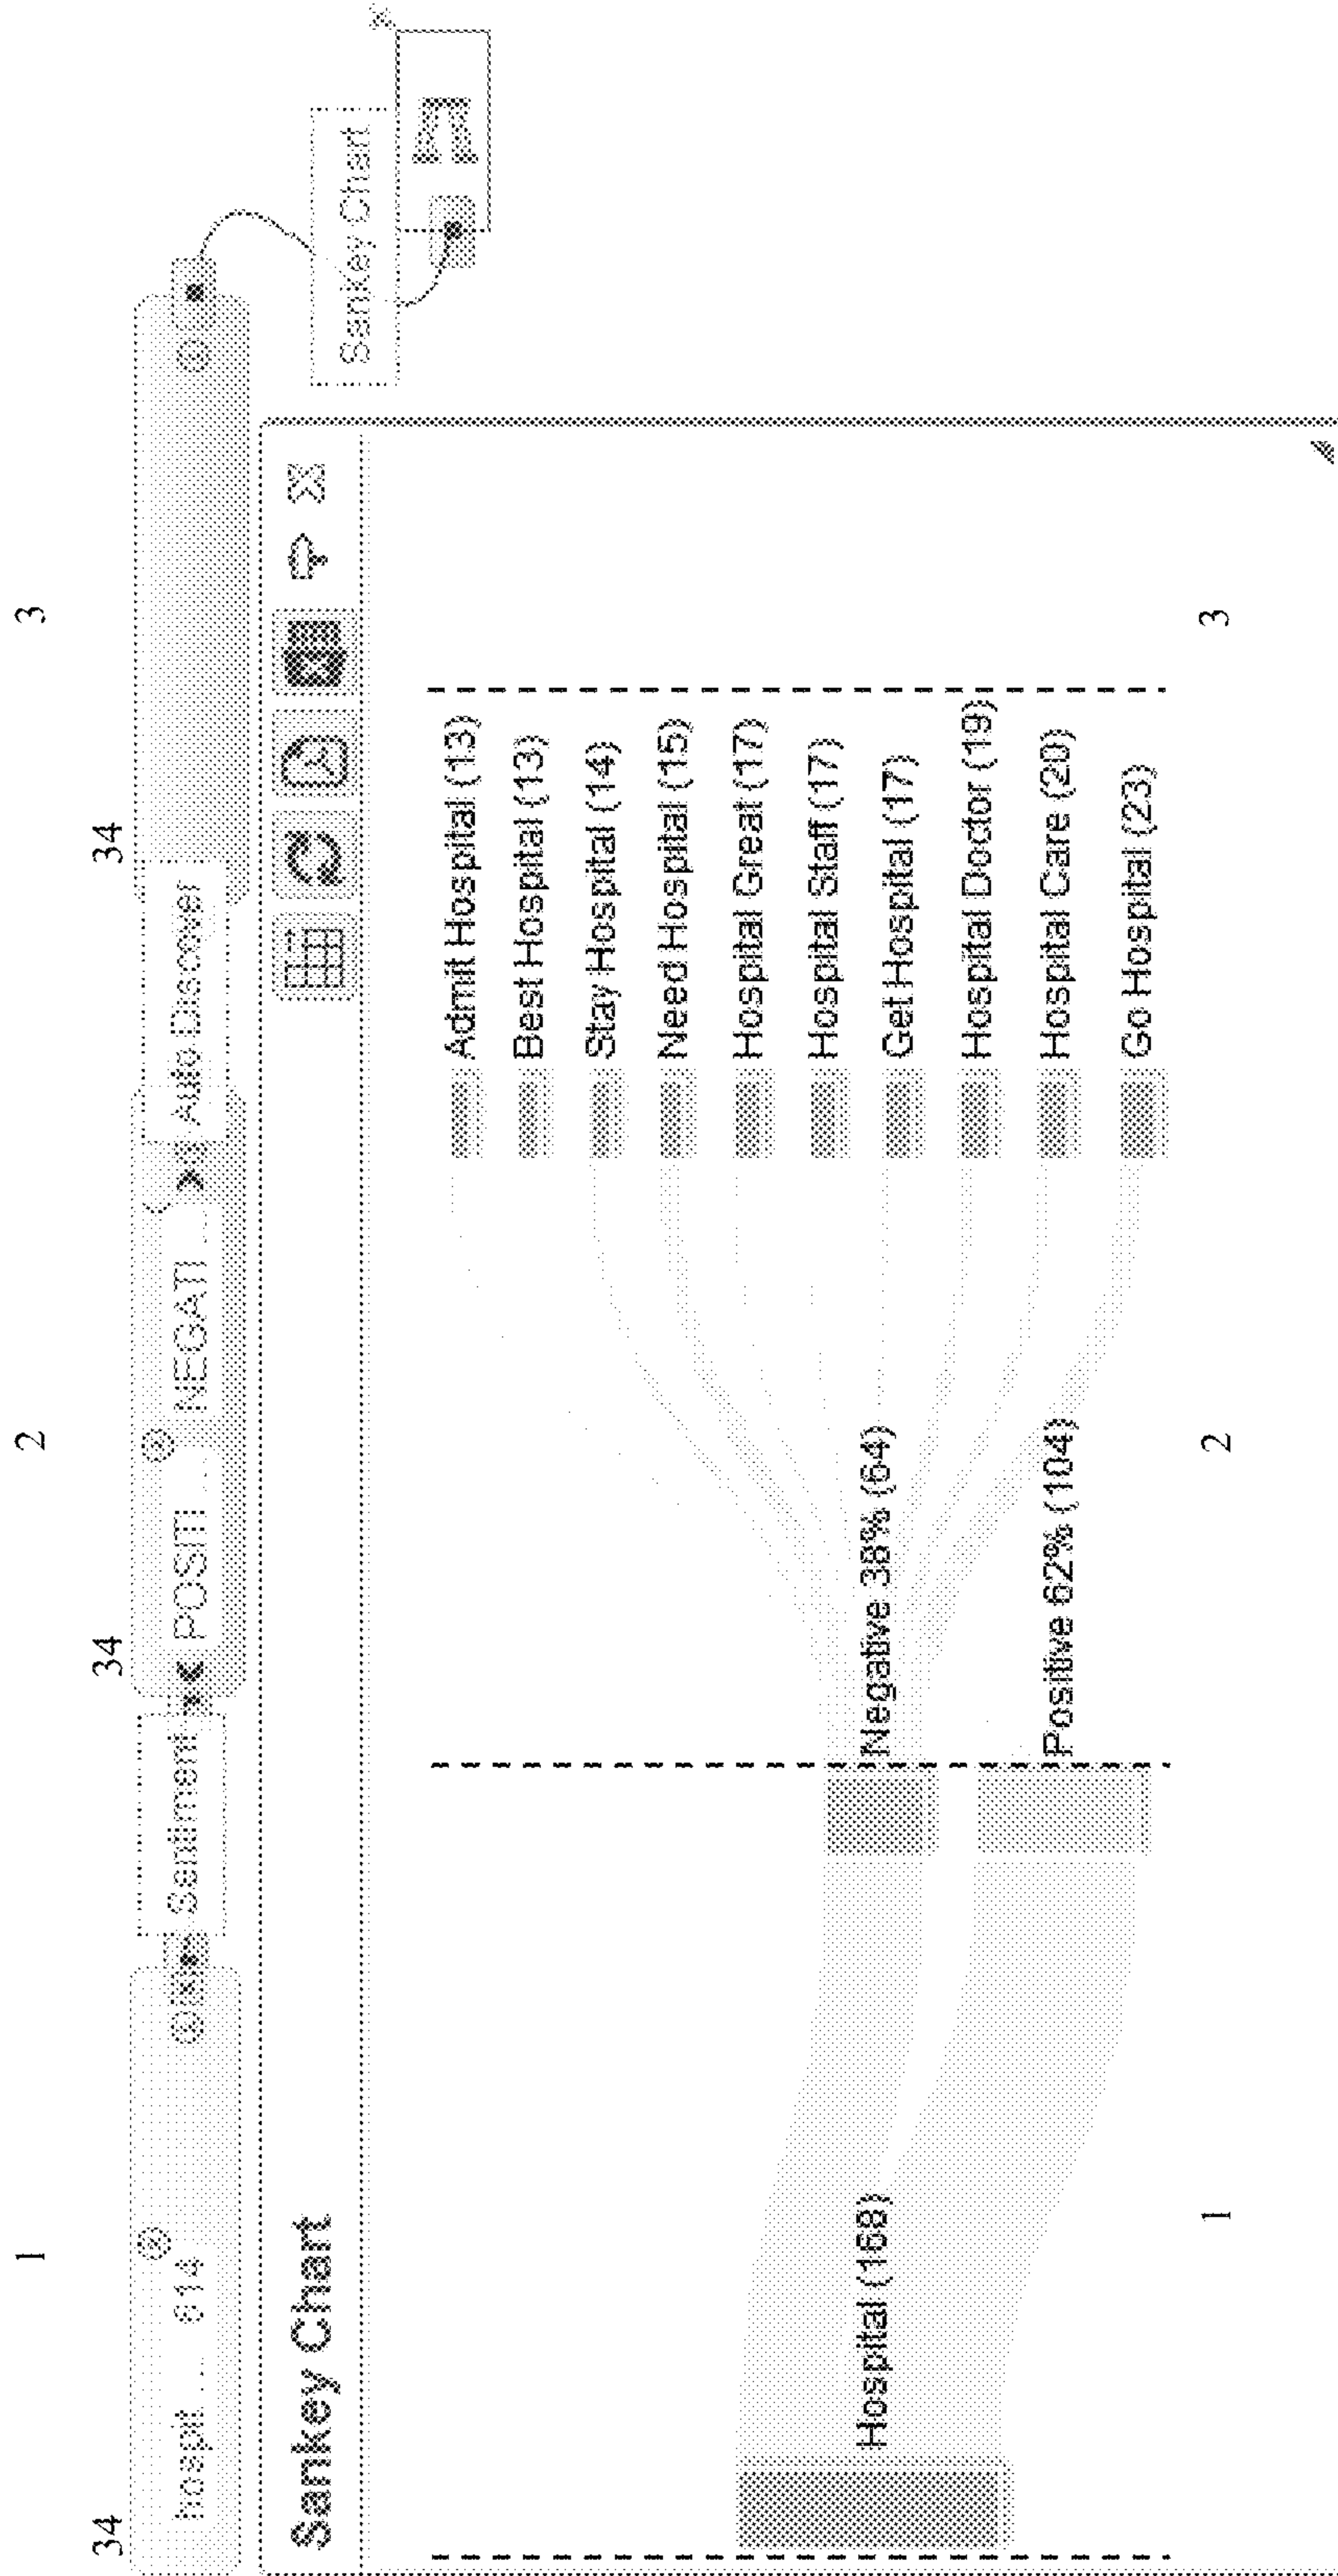 1 2 3
34 34 34
hospit... 814 Sentiment POSITI... NEGATI... Auto Discover
Sankey Chart
Sankey Chart
Admit Hospital (13)
Best Hospital (13)
Stay Hospital (14)
Need Hospital (15)
Hospital Great (17)
Hospital Staff (17)
Hospital (168)
Negative 38% (64)
Get Hospital (17)
Hospital Doctor (19)
Hospital Care (20)
Positive 62% (104)
Go Hospital (23)
1 2 3